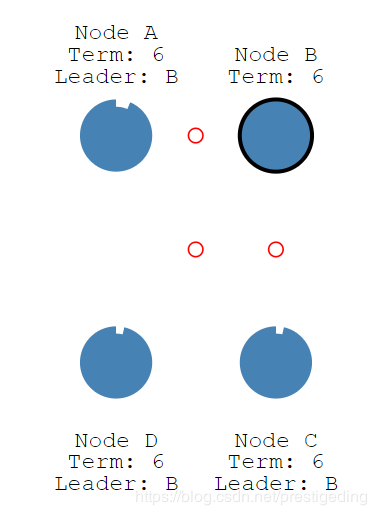 Node A
Term: 6
Leader: B
Node B
Term: 6
Node D
Term: 6
Leader: B
Node C
Term: 6
Leader: B
https://blog.csdn.net/prestigeding